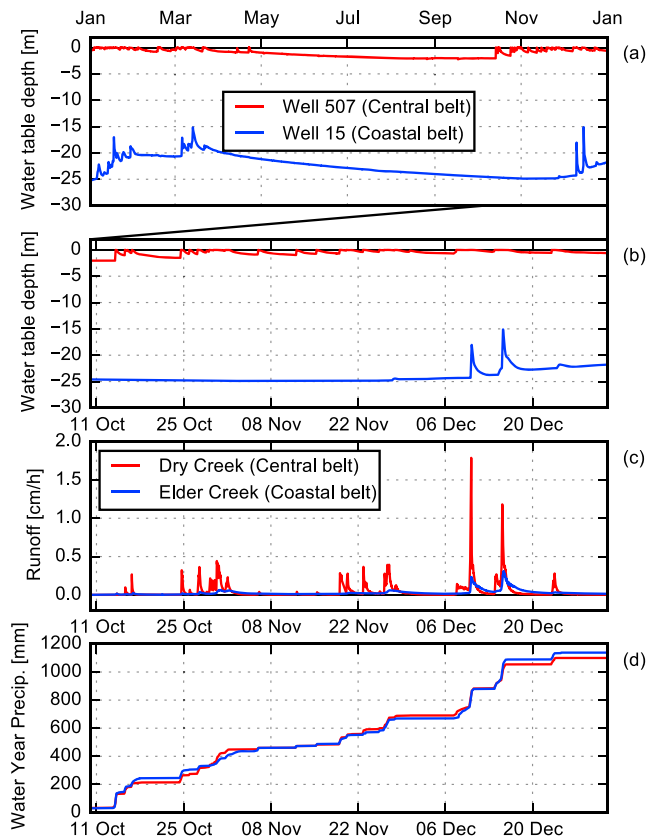 Jan Mar May Jul Sep Nov Jan
Water table depth [m]
0
−5
−10
−15
−20
−25
−30
(a)
Well 507 (Central belt)
Well 15 (Coastal belt)
Water table depth [m]
0
−5
−10
−15
−20
−25
−30
(b)
11 Oct 25 Oct 08 Nov 22 Nov 06 Dec 20 Dec
Runoff [cm/h]
2.0
1.5
1.0
0.5
0.0
(c)
Dry Creek (Central belt)
Elder Creek (Coastal belt)
11 Oct 25 Oct 08 Nov 22 Nov 06 Dec 20 Dec
Water Year Precip. [mm]
1200
1000
800
600
400
200
0
(d)
11 Oct 25 Oct 08 Nov 22 Nov 06 Dec 20 Dec